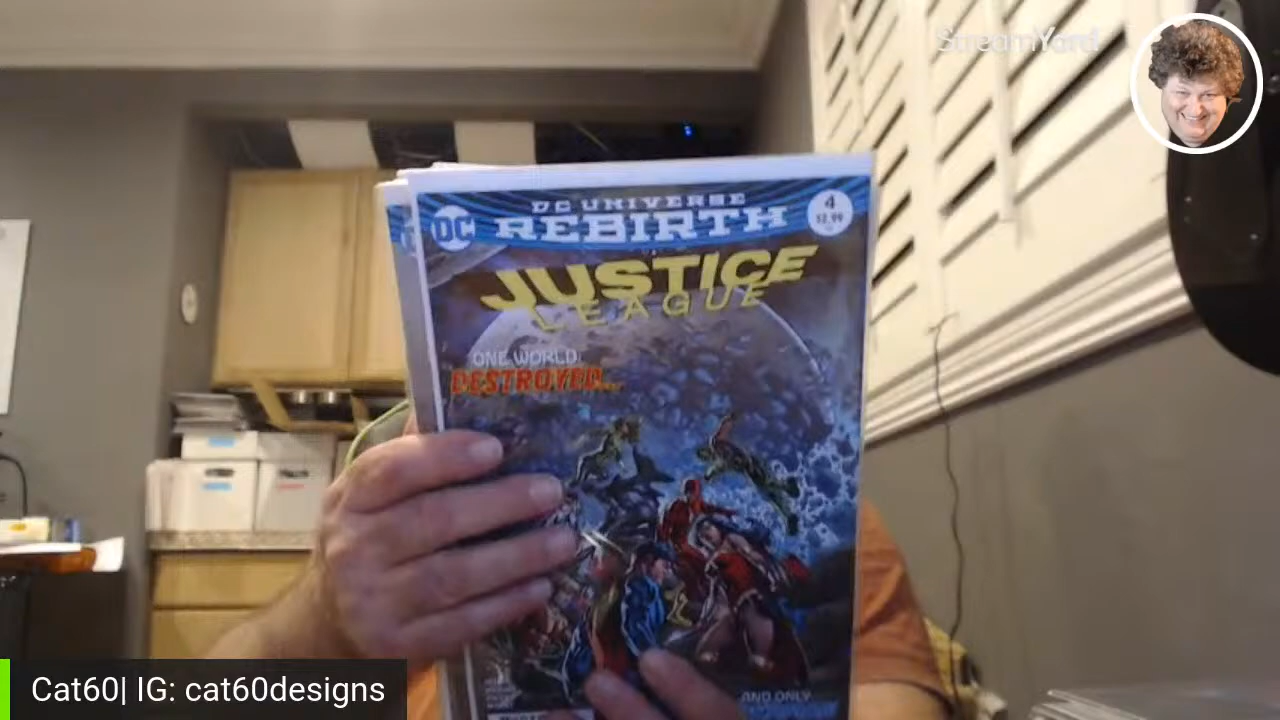 StreamYard
DC UNIVERSE
DC
REBIRTH
4
$2.99
JUSTICE
LEAGUE
ONE WORLD
DESTROYED...
AND ONLY
Cat60| IG: cat60designs